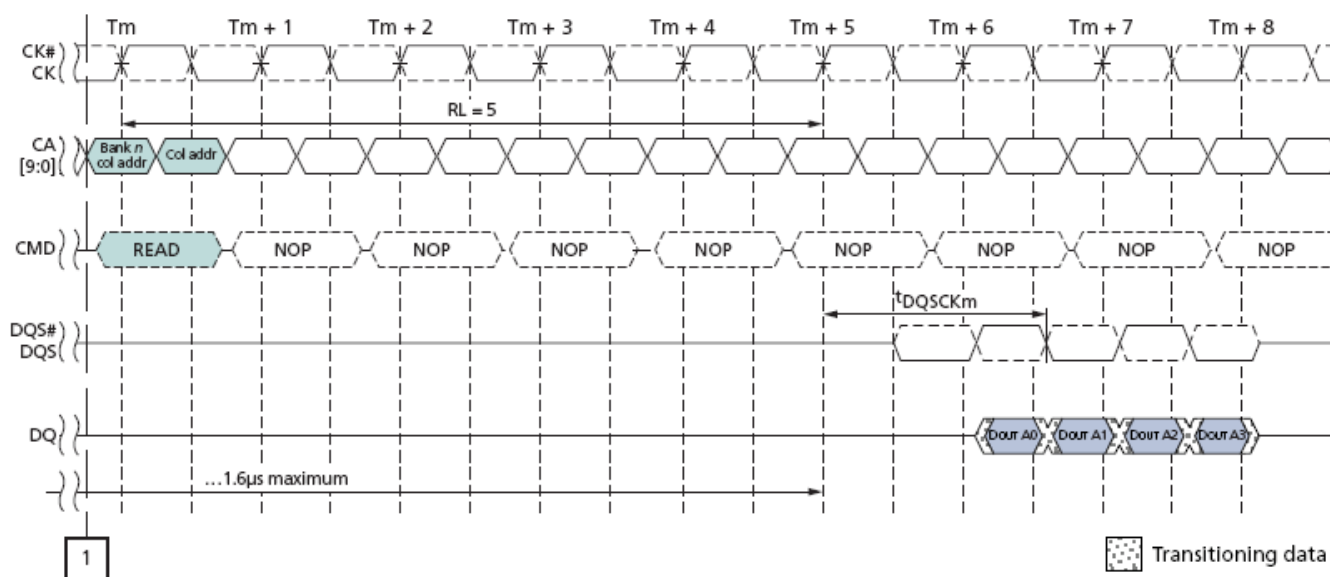 Tm Tm + 1 Tm + 2 Tm + 3 Tm + 4 Tm + 5 Tm + 6 Tm + 7 Tm + 8
CK#
CK
RL = 5
CA
[9:0]
Bank n
col addr
Col addr
CMD READ NOP NOP NOP NOP NOP NOP NOP NOP
tDQSCKm
DQS#
DQS
DQ DOUT A0 DOUT A1 DOUT A2 DOUT A3
...1.6µs maximum
1
Transitioning data